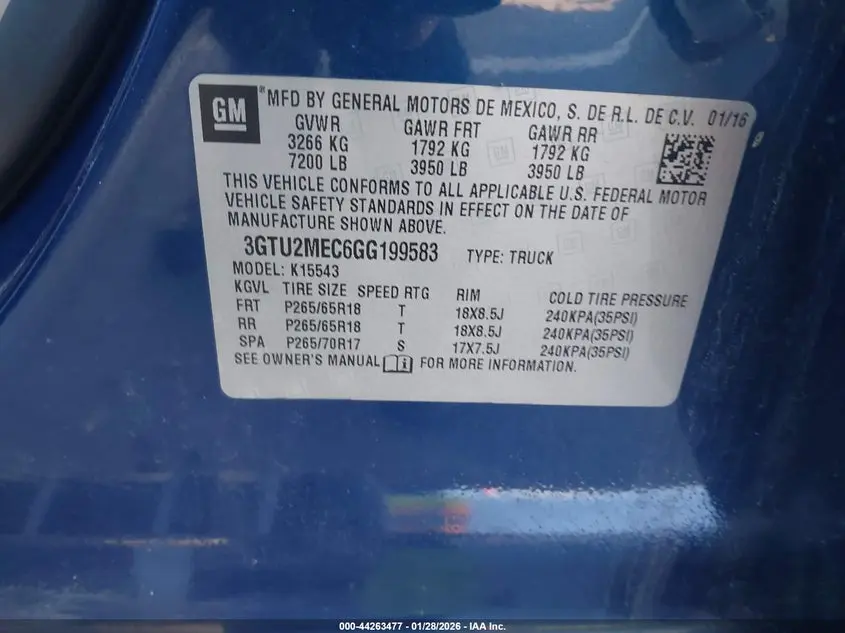 GM
®MFD BY GENERAL MOTORS DE MEXICO, S. DE R.L. DE C.V. 01/16
GVWR GAWR FRT GAWR RR
3266 KG 1792 KG 1792 KG
7200 LB 3950 LB 3950 LB
THIS VEHICLE CONFORMS TO ALL APPLICABLE U.S. FEDERAL MOTOR
VEHICLE SAFETY STANDARDS IN EFFECT ON THE DATE OF
MANUFACTURE SHOWN ABOVE.
3GTU2MEC6GG199583 TYPE: TRUCK
MODEL: K15543
KGVL TIRE SIZE SPEED RTG RIM COLD TIRE PRESSURE
FRT P265/65R18 T 18X8.5J 240KPA(35PSI)
RR P265/65R18 T 18X8.5J 240KPA(35PSI)
SPA P265/70R17 S 17X7.5J 240KPA(35PSI)
SEE OWNER'S MANUAL FOR MORE INFORMATION.
000-44263477 - 01/28/2026 - IAA Inc.